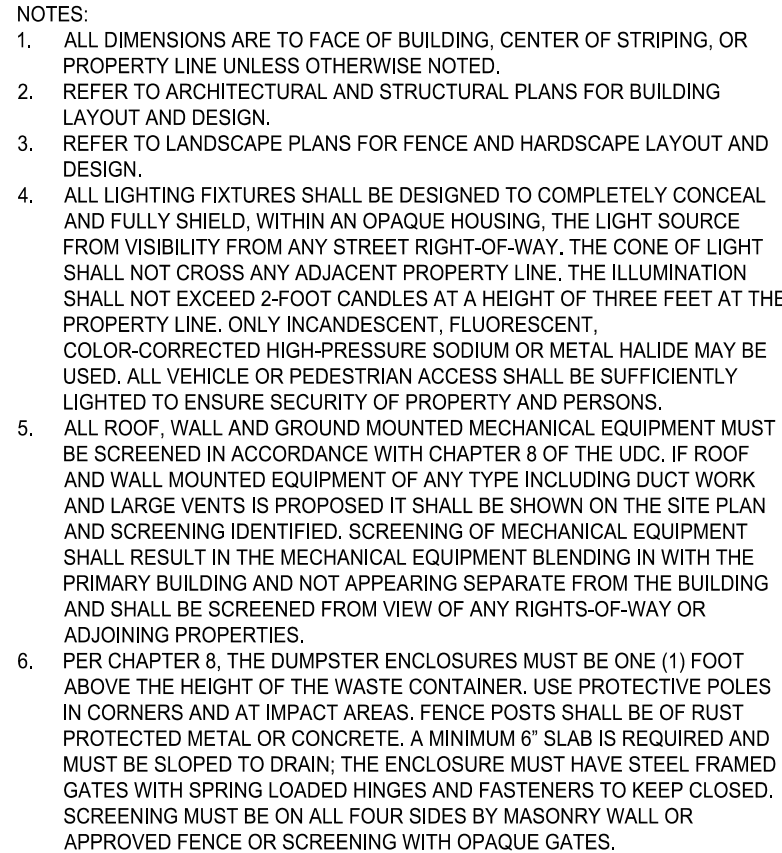 NOTES:
1. ALL DIMENSIONS ARE TO FACE OF BUILDING, CENTER OF STRIPING, OR
PROPERTY LINE UNLESS OTHERWISE NOTED.
2. REFER TO ARCHITECTURAL AND STRUCTURAL PLANS FOR BUILDING
LAYOUT AND DESIGN.
3. REFER TO LANDSCAPE PLANS FOR FENCE AND HARDSCAPE LAYOUT AND
DESIGN.
4. ALL LIGHTING FIXTURES SHALL BE DESIGNED TO COMPLETELY CONCEAL
AND FULLY SHIELD, WITHIN AN OPAQUE HOUSING, THE LIGHT SOURCE
FROM VISIBILITY FROM ANY STREET RIGHT-OF-WAY. THE CONE OF LIGHT
SHALL NOT CROSS ANY ADJACENT PROPERTY LINE. THE ILLUMINATION
SHALL NOT EXCEED 2-FOOT CANDLES AT A HEIGHT OF THREE FEET AT THE
PROPERTY LINE. ONLY INCANDESCENT, FLUORESCENT,
COLOR-CORRECTED HIGH-PRESSURE SODIUM OR METAL HALIDE MAY BE
USED. ALL VEHICLE OR PEDESTRIAN ACCESS SHALL BE SUFFICIENTLY
LIGHTED TO ENSURE SECURITY OF PROPERTY AND PERSONS.
5. ALL ROOF, WALL AND GROUND MOUNTED MECHANICAL EQUIPMENT MUST
BE SCREENED IN ACCORDANCE WITH CHAPTER 8 OF THE UDC. IF ROOF
AND WALL MOUNTED EQUIPMENT OF ANY TYPE INCLUDING DUCT WORK
AND LARGE VENTS IS PROPOSED IT SHALL BE SHOWN ON THE SITE PLAN
AND SCREENING IDENTIFIED. SCREENING OF MECHANICAL EQUIPMENT
SHALL RESULT IN THE MECHANICAL EQUIPMENT BLENDING IN WITH THE
PRIMARY BUILDING AND NOT APPEARING SEPARATE FROM THE BUILDING
AND SHALL BE SCREENED FROM VIEW OF ANY RIGHTS-OF-WAY OR
ADJOINING PROPERTIES.
6. PER CHAPTER 8, THE DUMPSTER ENCLOSURES MUST BE ONE (1) FOOT
ABOVE THE HEIGHT OF THE WASTE CONTAINER. USE PROTECTIVE POLES
IN CORNERS AND AT IMPACT AREAS. FENCE POSTS SHALL BE OF RUST
PROTECTED METAL OR CONCRETE. A MINIMUM 6” SLAB IS REQUIRED AND
MUST BE SLOPED TO DRAIN; THE ENCLOSURE MUST HAVE STEEL FRAMED
GATES WITH SPRING LOADED HINGES AND FASTENERS TO KEEP CLOSED.
SCREENING MUST BE ON ALL FOUR SIDES BY MASONRY WALL OR
APPROVED FENCE OR SCREENING WITH OPAQUE GATES.